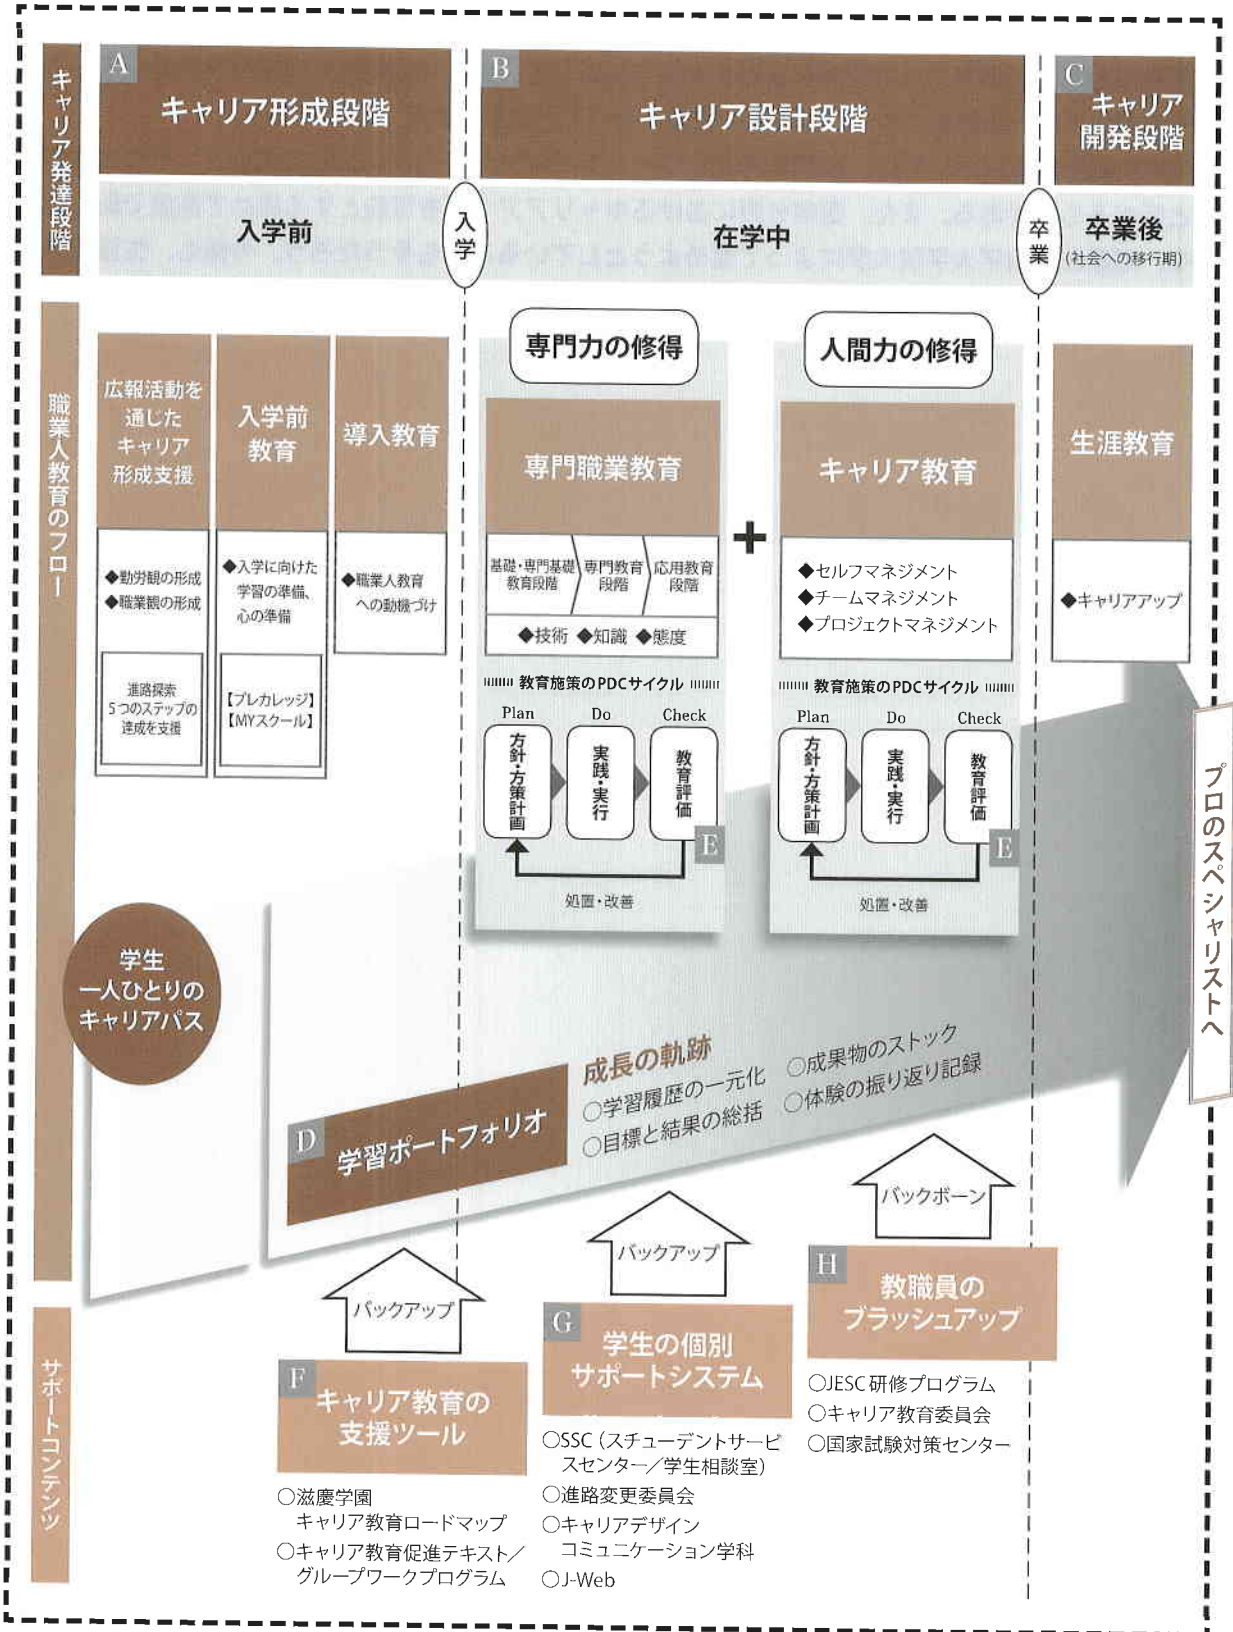 キャリア発達段階
A
キャリア形成段階
B
キャリア設計段階
C
キャリア
開発段階
入学前
入学
在学中
卒業
卒業後
(社会への移行期)
職業人教育のフロー
広報活動を
通じた
キャリア
形成支援
◆勤労観の形成
◆職業観の形成
進路探索
5つのステップの
達成を支援
入学前
教育
◆入学に向けた
学習の準備、
心の準備
【プレカレッジ】
【MYスクール】
導入教育
◆職業人教育
への動機づけ
専門力の修得
専門職業教育
基礎・専門基礎
教育段階
専門教育
段階
応用教育
段階
◆技術 ◆知識 ◆態度
教育施策のPDCサイクル
Plan
Do
Check
方針・方策計画
実践・実行
教育評価
E
処置・改善
+
人間力の修得
キャリア教育
◆セルフマネジメント
◆チームマネジメント
◆プロジェクトマネジメント
教育施策のPDCサイクル
Plan
Do
Check
方針・方策計画
実践・実行
教育評価
E
処置・改善
生涯教育
◆キャリアアップ
プロのスペシャリストへ
学生
一人ひとりの
キャリアパス
D
学習ポートフォリオ
成長の軌跡
○学習履歴の一元化
○目標と結果の総括
○成果物のストック
○体験の振り返り記録
サポートコンテンツ
バックアップ
F
キャリア教育の
支援ツール
○滋慶学園
キャリア教育ロードマップ
○キャリア教育促進テキスト/
グループワークプログラム
バックアップ
G
学生の個別
サポートシステム
○SSC(スチューデントサービ
スセンター/学生相談室)
○進路変更委員会
○キャリアデザイン
コミュニケーション学科
○J-Web
バックボーン
H
教職員の
ブラッシュアップ
○JESC研修プログラム
○キャリア教育委員会
○国家試験対策センター